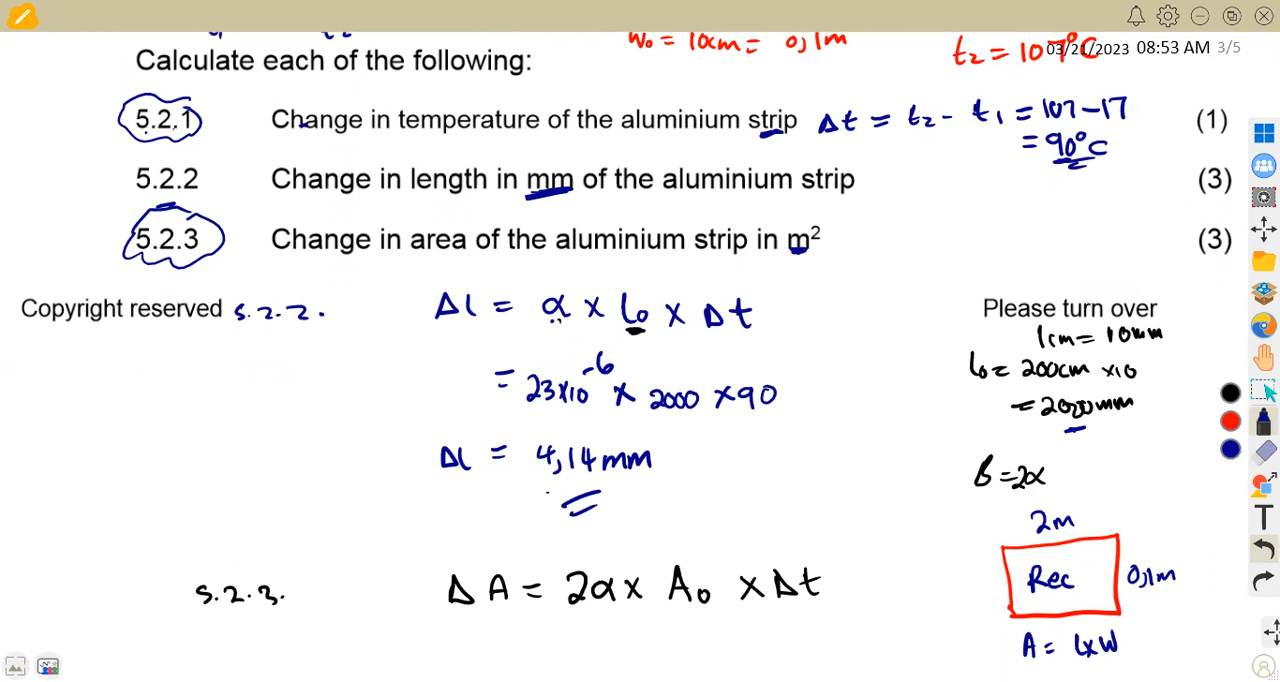 w₀ = 10cm = 0,1m
t₂ = 107°C
03/21/2023 08:53 AM 3/5
Calculate each of the following:
5.2.1 Change in temperature of the aluminium strip Δt = t₂ - t₁ = 107-17 (1)
= 90°C
5.2.2 Change in length in mm of the aluminium strip (3)
5.2.3 Change in area of the aluminium strip in m² (3)
Copyright reserved 5.2.2. Δl = α × l₀ × Δt Please turn over
1cm = 10mm
l₀ = 200cm ×10
= 23×10⁻⁶ × 2000 × 90
= 2000mm
Δl = 4,14mm
β = 2α
2m
5.2.3. ΔA = 2α × A₀ × Δt
Rec 0,1m
A = l×w
T